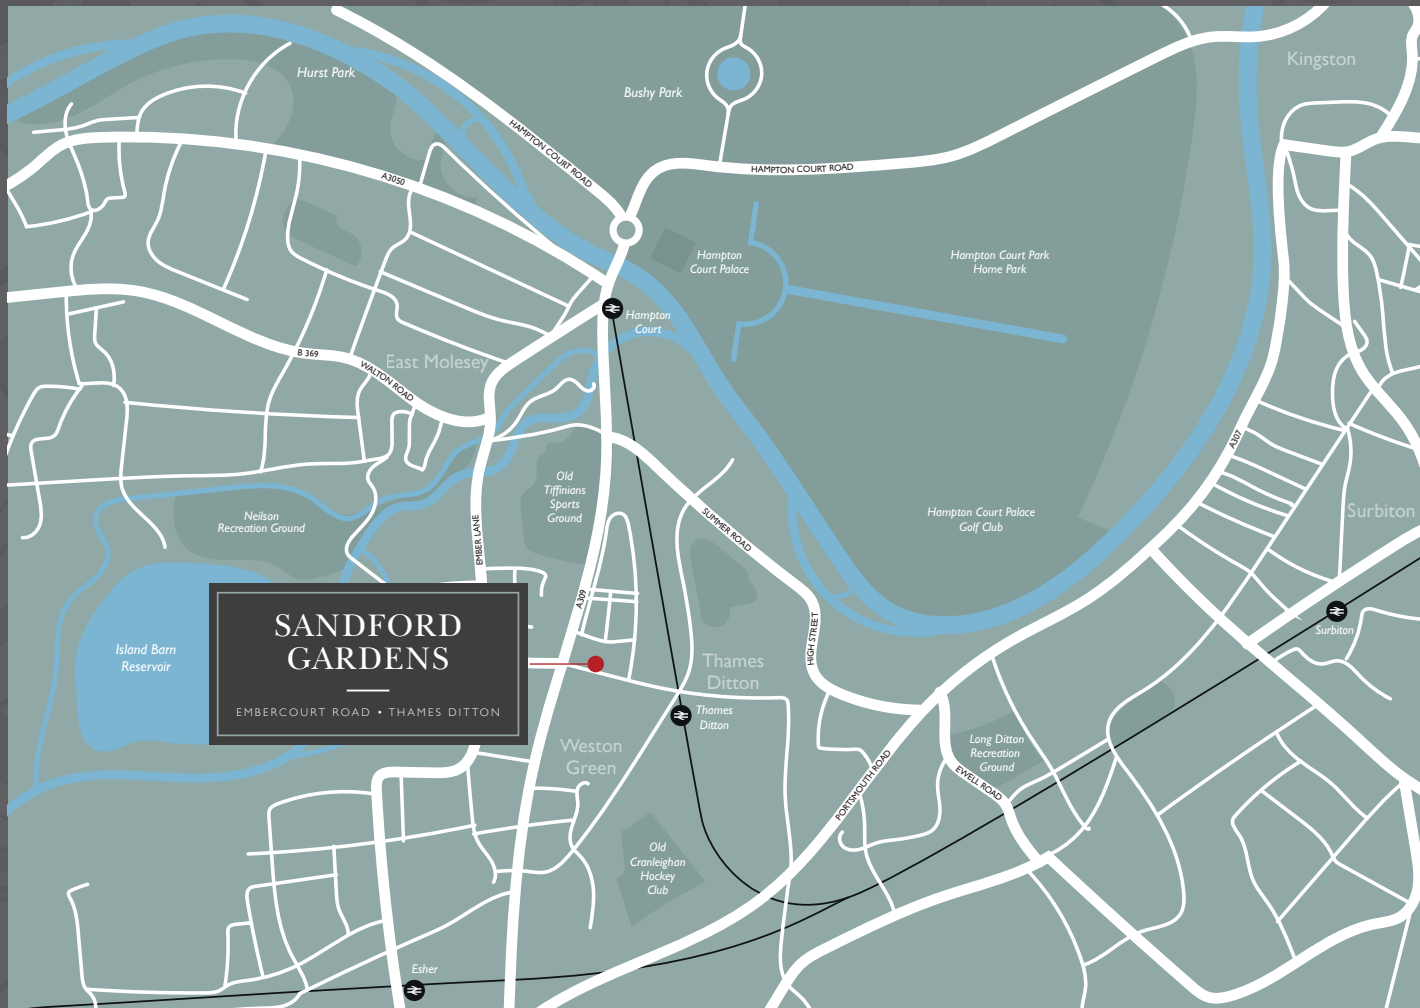 Kingston
Hurst Park
Bushy Park
HAMPTON COURT ROAD
HAMPTON COURT ROAD
A3050
Hampton
Court Palace
Hampton Court Park
Home Park
Hampton
Court
B 369
East Molesey
WALTON ROAD
A307
Old
Tiffinians
Sports
Ground
Neilson
Recreation Ground
Hampton Court Palace
Golf Club
Surbiton
SUMMER ROAD
EMBER LANE
A309
HIGH STREET
Surbiton
SANDFORD
GARDENS
EMBERCOURT ROAD • THAMES DITTON
Island Barn
Reservoir
Thames
Ditton
Thames
Ditton
Weston
Green
Long Ditton
Recreation
Ground
EWELL ROAD
PORTSMOUTH ROAD
Old
Cranleighan
Hockey
Club
Esher